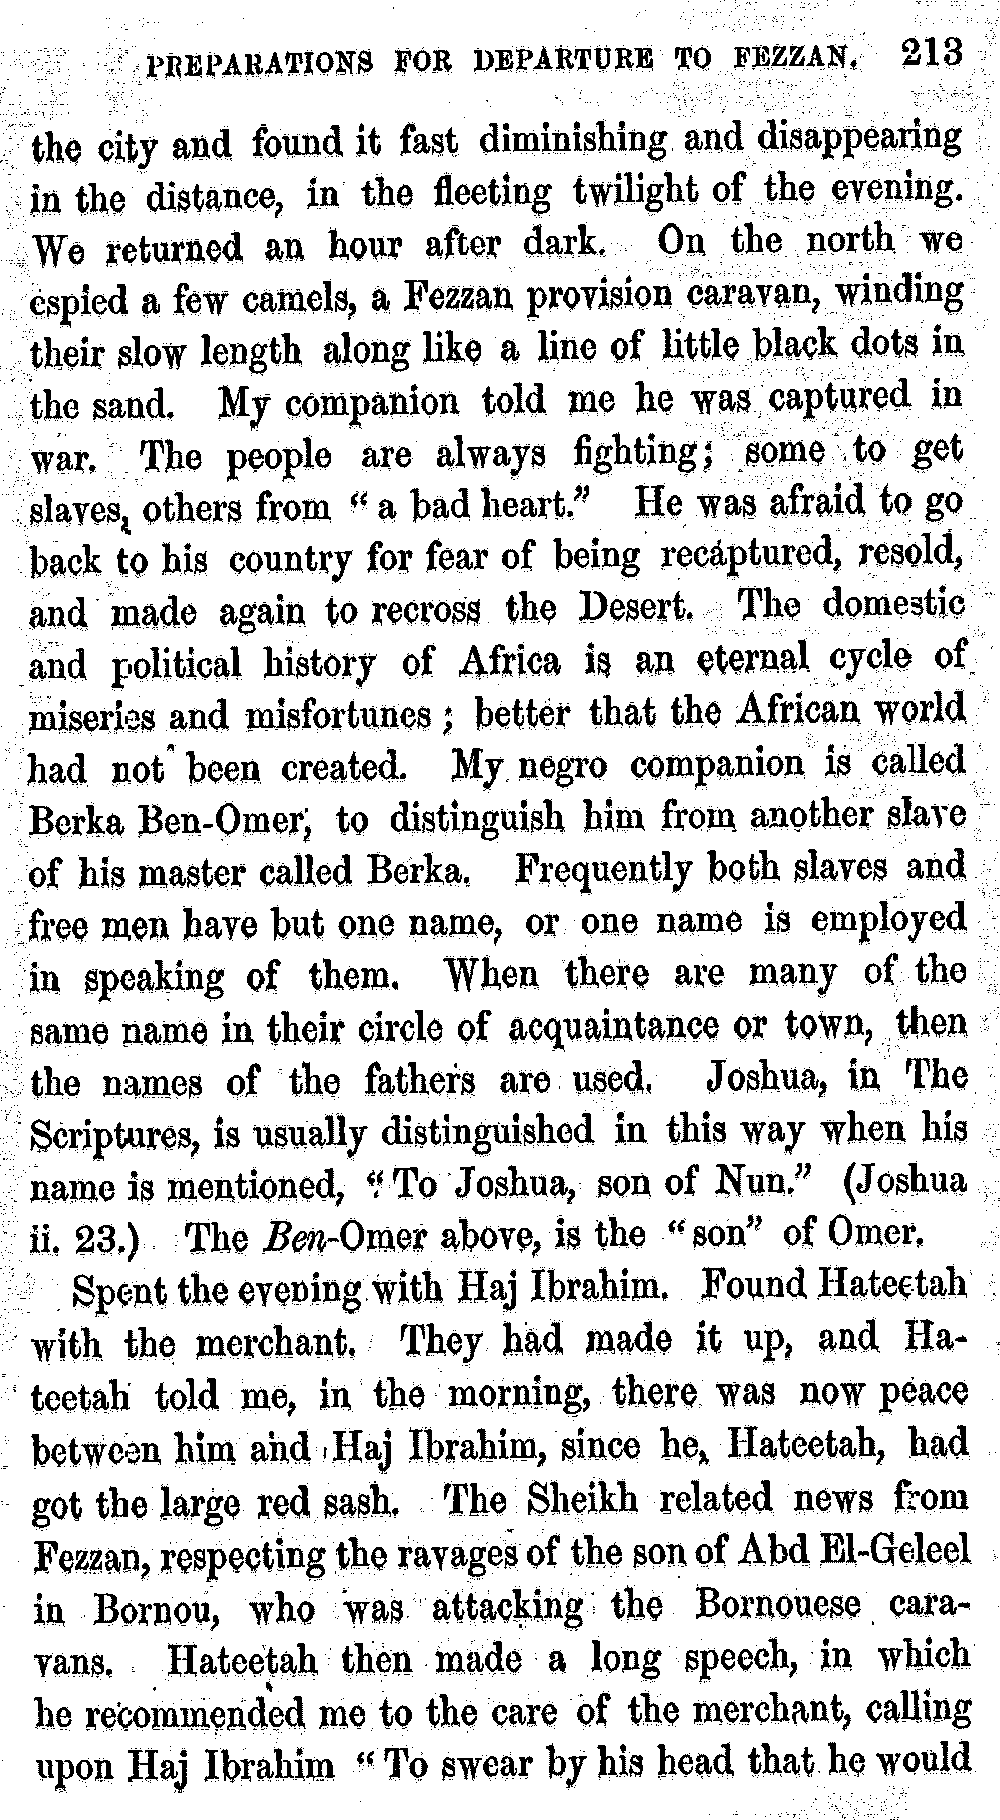 PREPARATIONS FOR DEPARTURE TO FEZZAN. 213
the city and found it fast diminishing and disappearing
in the distance, in the fleeting twilight of the evening.
We returned an hour after dark. On the north we
espied a few camels, a Fezzan provision caravan, winding
their slow length along like a line of little black dots in
the sand. My companion told me he was captured in
war. The people are always fighting; some to get
slaves, others from “a bad heart.” He was afraid to go
back to his country for fear of being recaptured, resold,
and made again to recross the Desert. The domestic
and political history of Africa is an eternal cycle of
miseries and misfortunes; better that the African world
had not been created. My negro companion is called
Berka Ben-Omer, to distinguish him from another slave
of his master called Berka. Frequently both slaves and
free men have but one name, or one name is employed
in speaking of them. When there are many of the
same name in their circle of acquaintance or town, then
the names of the fathers are used. Joshua, in The
Scriptures, is usually distinguished in this way when his
name is mentioned, “To Joshua, son of Nun.” (Joshua
ii. 23.) The Ben-Omer above, is the “son” of Omer.
Spent the evening with Haj Ibrahim. Found Hateetah
with the merchant. They had made it up, and Ha-
teetah told me, in the morning, there was now peace
between him and Haj Ibrahim, since he, Hateetah, had
got the large red sash. The Sheikh related news from
Fezzan, respecting the ravages of the son of Abd El-Geleel
in Bornou, who was attacking the Bornouese cara-
vans. Hateetah then made a long speech, in which
he recommended me to the care of the merchant, calling
upon Haj Ibrahim “To swear by his head that he would